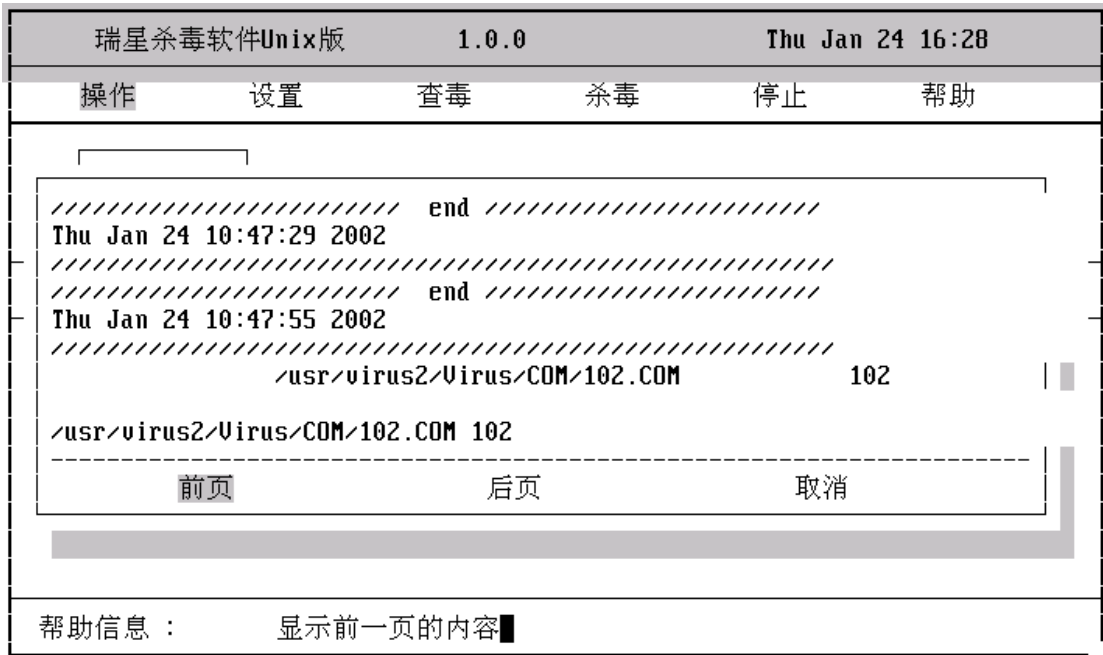 瑞星杀毒软件Unix版 1.0.0 Thu Jan 24 16:28
操作 设置 查毒 杀毒 停止 帮助
///////////////////////// end ////////////////////////
Thu Jan 24 10:47:29 2002
////////////////////////////////////////////////////////
///////////////////////// end ////////////////////////
Thu Jan 24 10:47:55 2002
////////////////////////////////////////////////////////
/usr/virus2/Virus/COM/102.COM 102
/usr/virus2/Virus/COM/102.COM 102
----------------------------------------------------------------------
前页 后页 取消
帮助信息 : 显示前一页的内容